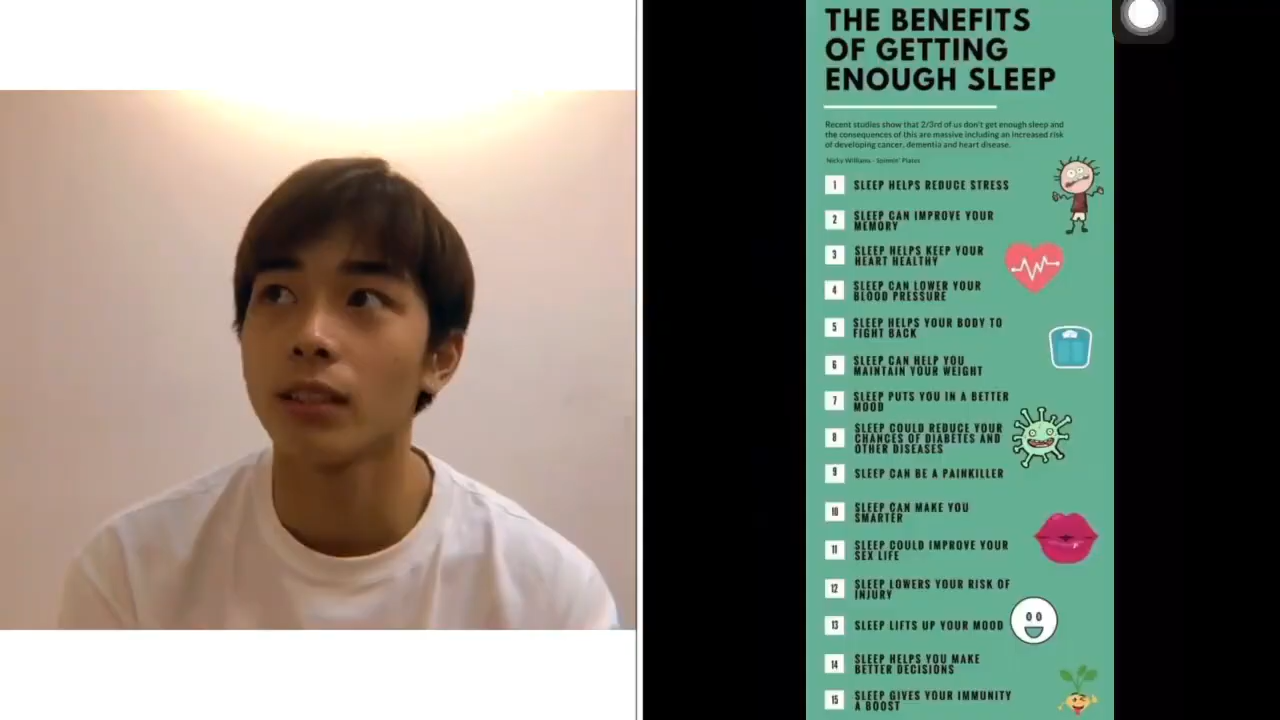 THE BENEFITS
OF GETTING
ENOUGH SLEEP
Recent studies show that 2/3rd of us don't get enough sleep and
the consequences of this are massive including an increased risk
of developing cancer, dementia and heart disease.
Nicky Williams - Spinnin' Plates
1 SLEEP HELPS REDUCE STRESS
2 SLEEP CAN IMPROVE YOUR
MEMORY
3 SLEEP HELPS KEEP YOUR
HEART HEALTHY
4 SLEEP CAN LOWER YOUR
BLOOD PRESSURE
5 SLEEP HELPS YOUR BODY TO
FIGHT BACK
6 SLEEP CAN HELP YOU
MAINTAIN YOUR WEIGHT
7 SLEEP PUTS YOU IN A BETTER
MOOD
8 SLEEP COULD REDUCE YOUR
CHANCES OF DIABETES AND
OTHER DISEASES
9 SLEEP CAN BE A PAINKILLER
10 SLEEP CAN MAKE YOU
SMARTER
11 SLEEP COULD IMPROVE YOUR
SEX LIFE
12 SLEEP LOWERS YOUR RISK OF
INJURY
13 SLEEP LIFTS UP YOUR MOOD
14 SLEEP HELPS YOU MAKE
BETTER DECISIONS
15 SLEEP GIVES YOUR IMMUNITY
A BOOST